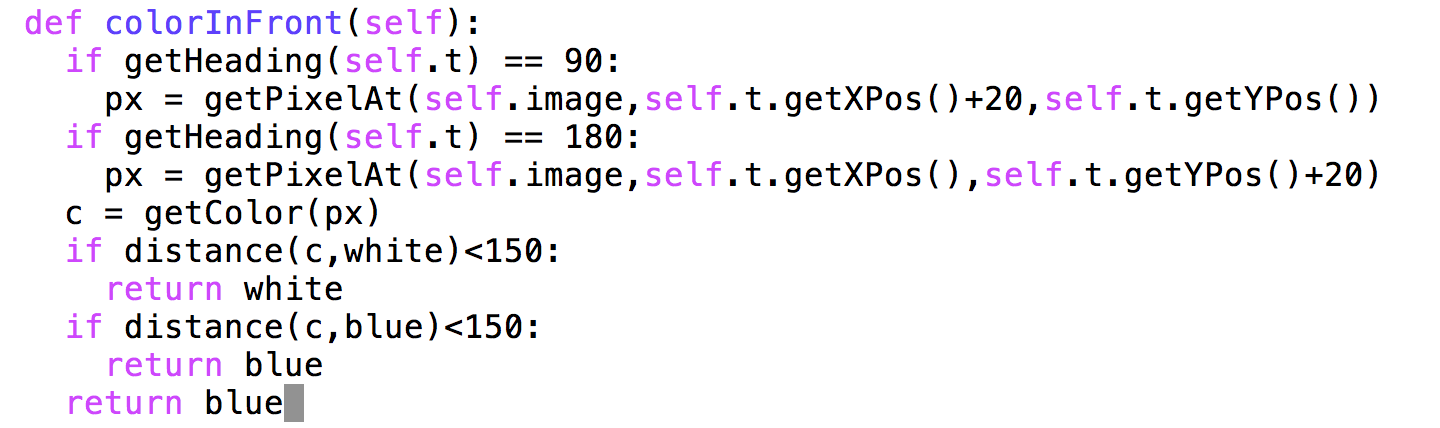 def colorInFront(self):
  if getHeading(self.t) == 90:
    px = getPixelAt(self.image,self.t.getXPos()+20,self.t.getYPos())
  if getHeading(self.t) == 180:
    px = getPixelAt(self.image,self.t.getXPos(),self.t.getYPos()+20)
  c = getColor(px)
  if distance(c,white)<150:
    return white
  if distance(c,blue)<150:
    return blue
  return blue